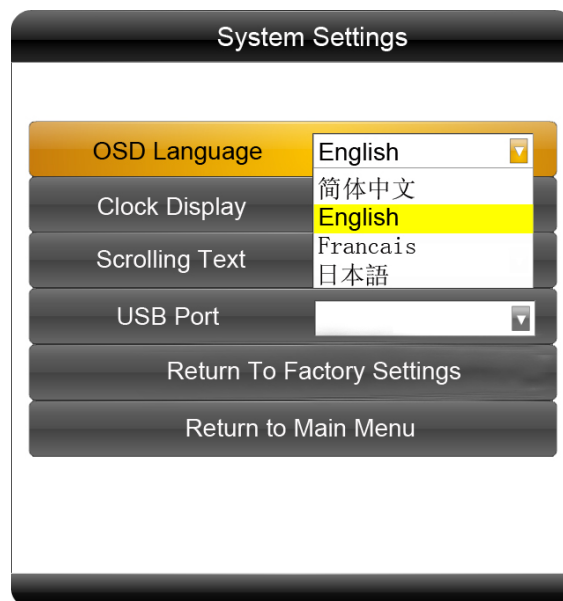 System Settings
OSD Language English
简体中文
Clock Display
English
Scrolling Text
Francais
日本語
USB Port
Return To Factory Settings
Return to Main Menu